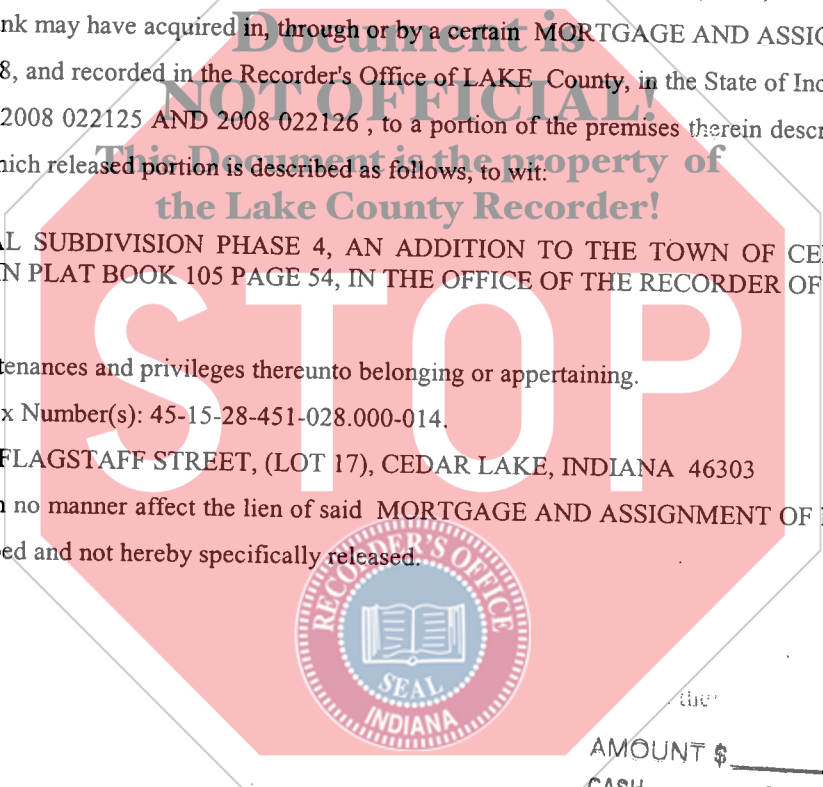 nk may have acquired in, through or by a certain MORTGAGE AND ASSIG
Document is
8, and recorded in the Recorder's Office of LAKE County, in the State of Ind
NOT OFFICIAL!
2008 022125 AND 2008 022126 , to a portion of the premises therein descr
This Document is the property of
hich released portion is described as follows, to wit:
the Lake County Recorder!
AL SUBDIVISION PHASE 4, AN ADDITION TO THE TOWN OF CE
N PLAT BOOK 105 PAGE 54, IN THE OFFICE OF THE RECORDER OF
STOP
tenances and privileges thereunto belonging or appertaining.
x Number(s): 45-15-28-451-028.000-014.
FLAGSTAFF STREET, (LOT 17), CEDAR LAKE, INDIANA 46303
n no manner affect the lien of said MORTGAGE AND ASSIGNMENT OF
ed and not hereby specifically released.
RECORDER'S OFFICE
SEAL
INDIANA
the
AMOUNT $
CASH